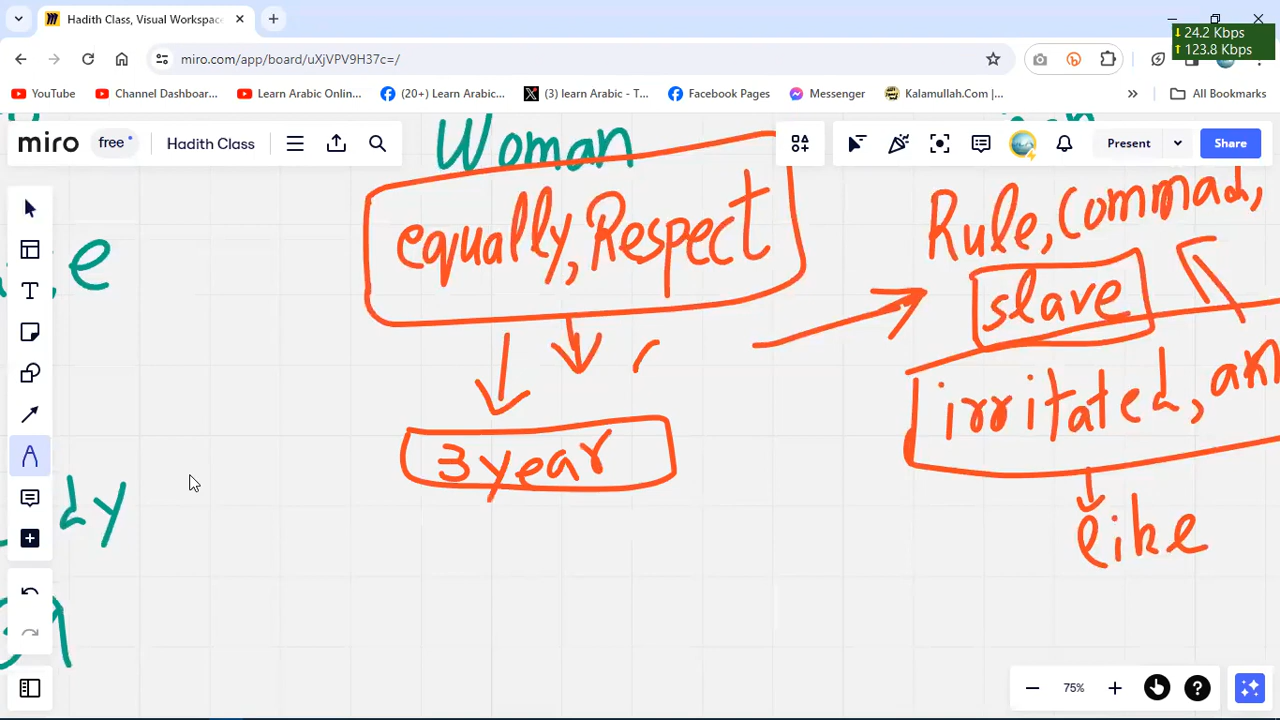 Hadith Class, Visual Workspac
24.2 Kbps
123.8 Kbps
miro.com/app/board/uXjVPV9H37c=/
YouTube
Channel Dashboar...
Learn Arabic Onlin...
(20+) Learn Arabic...
(3) learn Arabic - T...
Facebook Pages
Messenger
Kalamullah.Com |...
All Bookmarks
miro
free
Hadith Class
Present
Share
Woman
equally, Respect
3 year
Rule, Commad,
slave
irritated, an
like
dy
75%